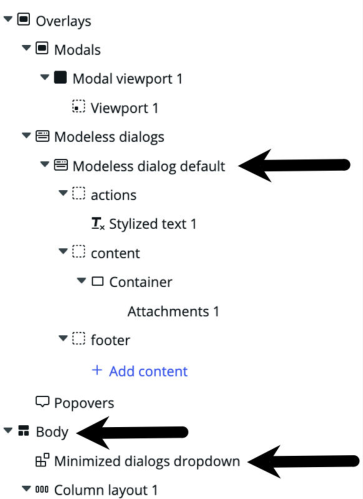 Overlays
Modals
Modal viewport 1
Viewport 1
Modeless dialogs
Modeless dialog default
actions
Stylized text 1
content
Container
Attachments 1
footer
+ Add content
Popovers
Body
Minimized dialogs dropdown
Column layout 1